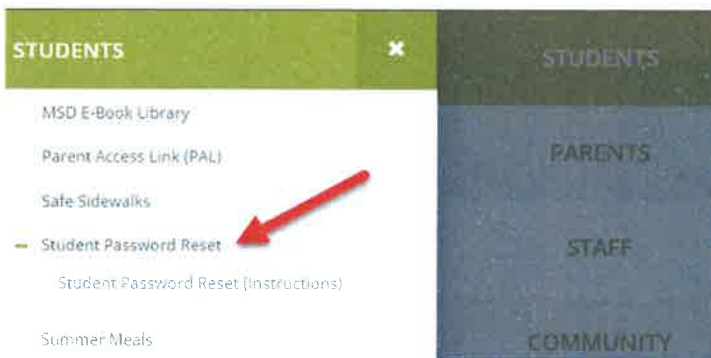 STUDENTS
MSD E-Book Library
Parent Access Link (PAL)
Safe Sidewalks
Student Password Reset
Student Password Reset (Instructions)
Summer Meals
STUDENTS
PARENTS
STAFF
COMMUNITY